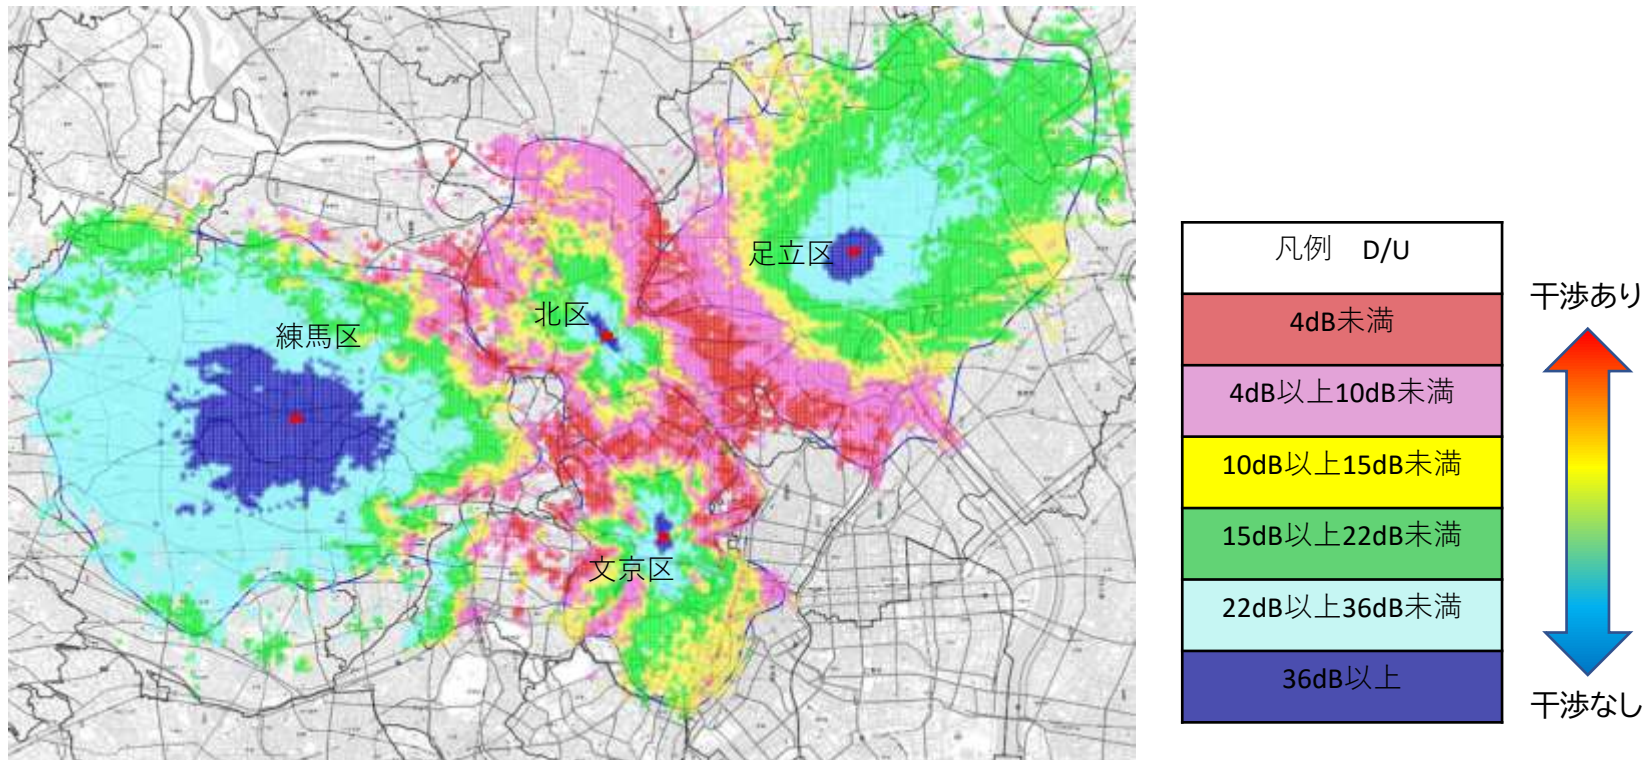 足立区
北区
練馬区
文京区
凡例 D/U
4dB未満
4dB以上10dB未満
10dB以上15dB未満
15dB以上22dB未満
22dB以上36dB未満
36dB以上
干渉あり
干渉なし